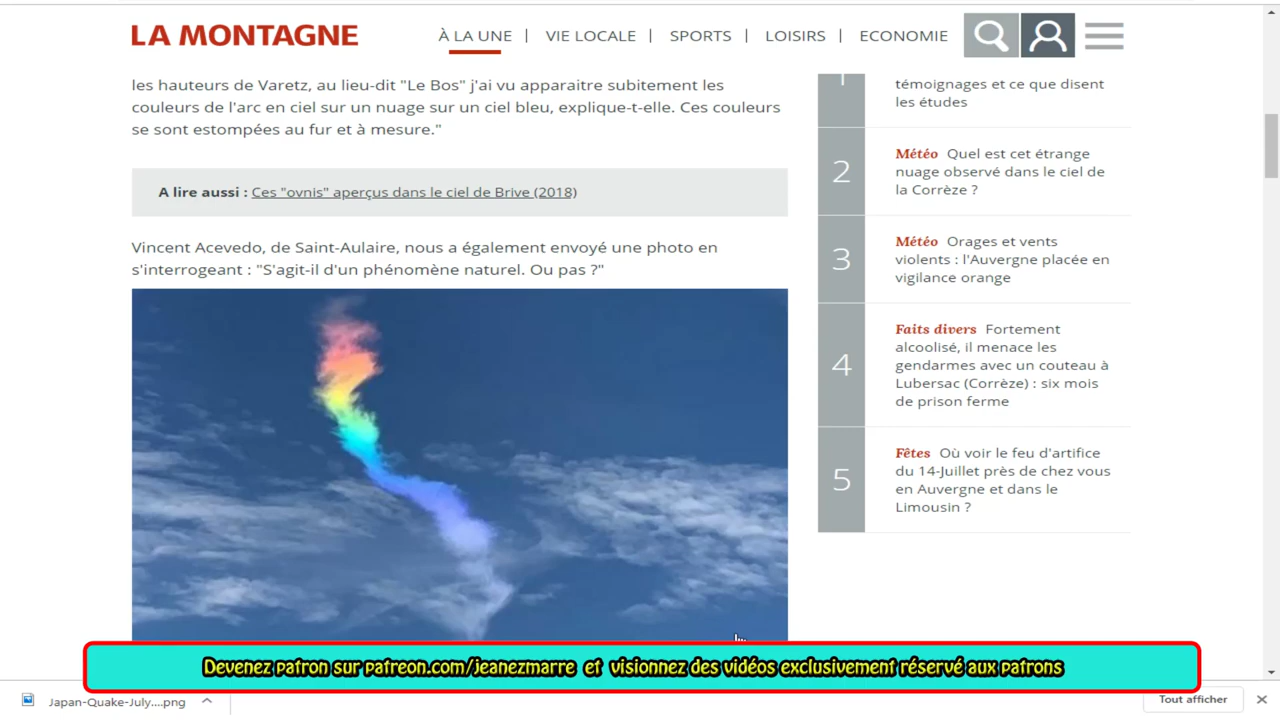 LA MONTAGNE
À LA UNE | VIE LOCALE | SPORTS | LOISIRS | ECONOMIE
les hauteurs de Varetz, au lieu-dit "Le Bos" j'ai vu apparaitre subitement les
couleurs de l'arc en ciel sur un nuage sur un ciel bleu, explique-t-elle. Ces couleurs
se sont estompées au fur et à mesure."
A lire aussi : Ces "ovnis" aperçus dans le ciel de Brive (2018)
Vincent Acevedo, de Saint-Aulaire, nous a également envoyé une photo en
s'interrogeant : "S'agit-il d'un phénomène naturel. Ou pas ?"
1
témoignages et ce que disent
les études
2
Météo Quel est cet étrange
nuage observé dans le ciel de
la Corrèze ?
3
Météo Orages et vents
violents : l'Auvergne placée en
vigilance orange
4
Faits divers Fortement
alcoolisé, il menace les
gendarmes avec un couteau à
Lubersac (Corrèze) : six mois
de prison ferme
5
Fêtes Où voir le feu d'artifice
du 14-Juillet près de chez vous
en Auvergne et dans le
Limousin ?
Devenez patron sur patreon.com/jeanezmarre et visionnez des vidéos exclusivement réservé aux patrons
Japan-Quake-July....png
Tout afficher